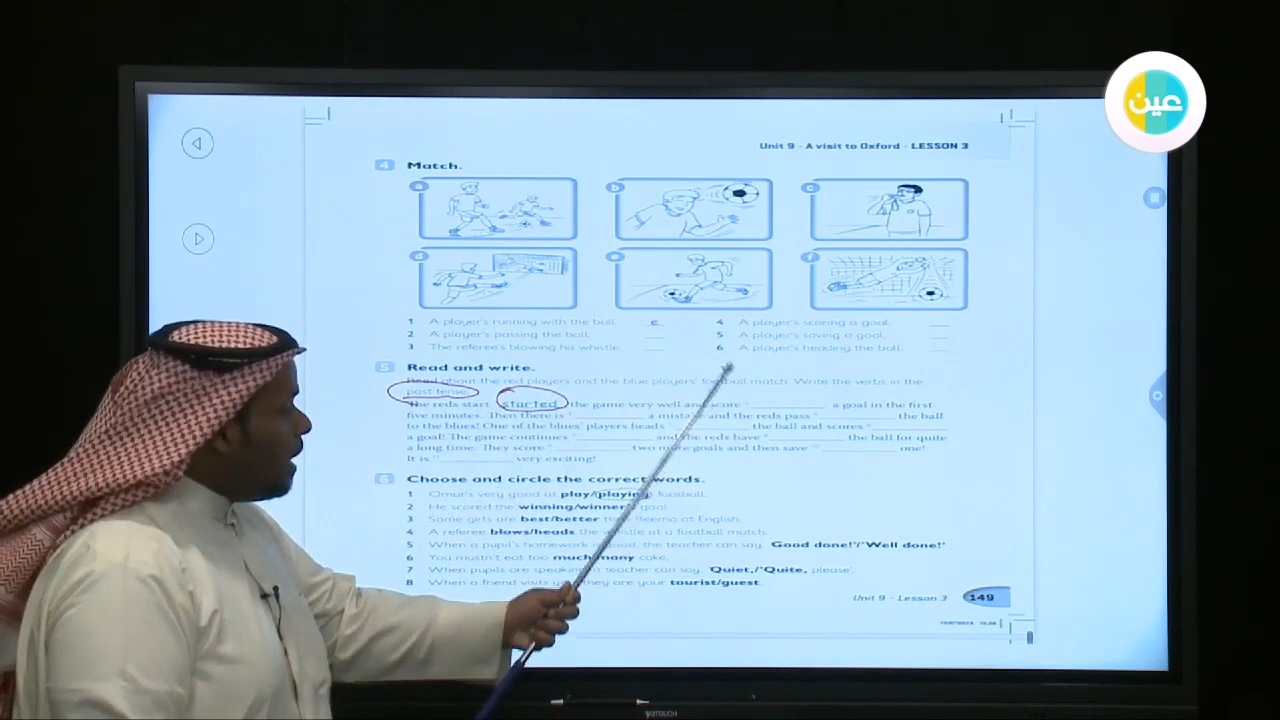 عين
Unit 9 - A visit to Oxford - LESSON 3
4 Match.
a
b
c
d
e
f
1 A player's running with the ball. e
2 A player's passing the ball.
3 The referee's blowing his whistle.
4 A player's scoring a goal.
5 A player's saving a goal.
6 A player's heading the ball.
5 Read and write.
Read about the red players and the blue players' football match. Write the verbs in the
past tense.
The reds start started the game very well and score a goal in the first
five minutes. Then there is a mistake and the reds pass the ball
to the blues! One of the blues' players heads the ball and scores
a goal! The game continues and the reds have the ball for quite
a long time. They score two more goals and then save one!
It is very exciting!
6 Choose and circle the correct words.
1 Omar's very good at play/playing football.
2 He scored the winning/winner goal.
3 Some girls are best/better Reema at English.
4 A referee blows/heads the whistle at a football match.
5 When a pupil's homework is good, the teacher can say, 'Good done!'/'Well done!'
6 You mustn't eat too much/many cake.
7 When pupils are speaking teacher can say, 'Quiet,/'Quite, please'.
8 When a friend visits you they are your tourist/guest.
Unit 9 - Lesson 3 149